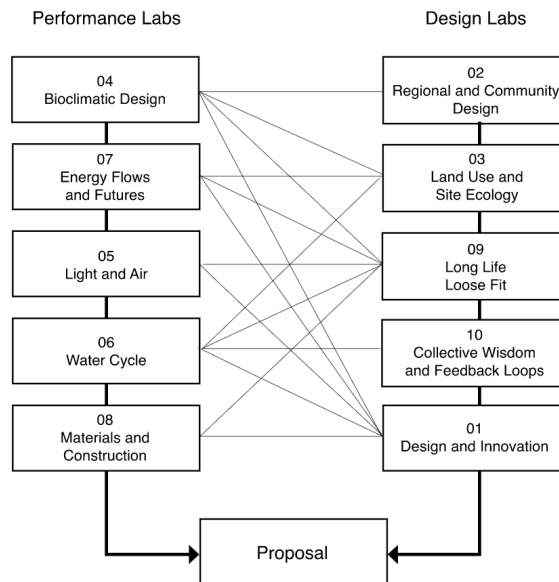 Performance Labs
Design Labs
04
Bioclimatic Design
02
Regional and Community
Design
07
Energy Flows
and Futures
03
Land Use and
Site Ecology
05
Light and Air
09
Long Life
Loose Fit
06
Water Cycle
10
Collective Wisdom
and Feedback Loops
08
Materials and
Construction
01
Design and Innovation
Proposal